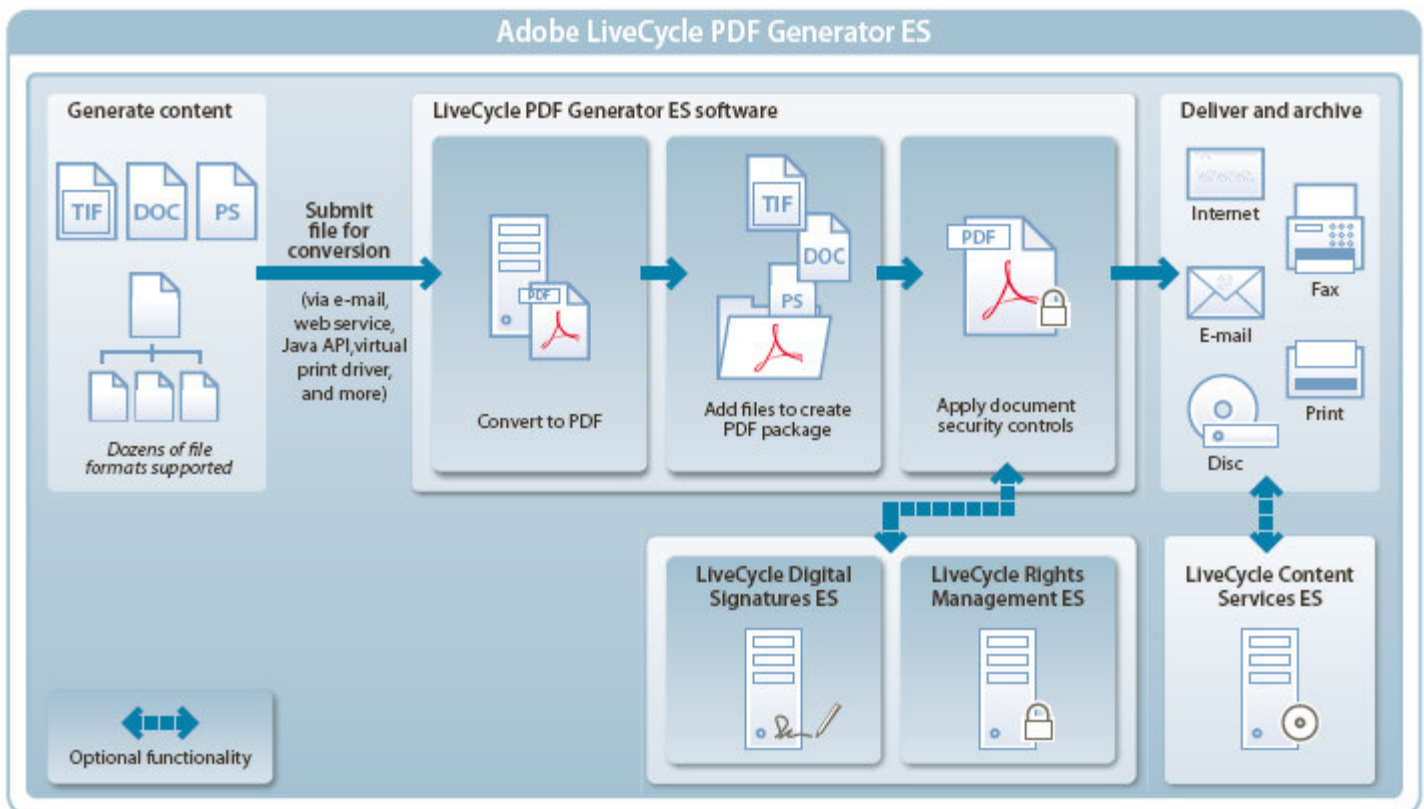 Adobe LiveCycle PDF Generator ES
Generate content
TIF
DOC
PS
Dozens of file
formats supported
Submit
file for
conversion
(via e-mail,
web service,
Java API,virtual
print driver,
and more)
LiveCycle PDF Generator ES software
PDF
Convert to PDF
TIF
DOC
PS
Add files to create
PDF package
PDF
Apply document
security controls
Deliver and archive
Internet
Fax
E-mail
Print
Disc
LiveCycle Digital
Signatures ES
LiveCycle Rights
Management ES
LiveCycle Content
Services ES
Optional functionality